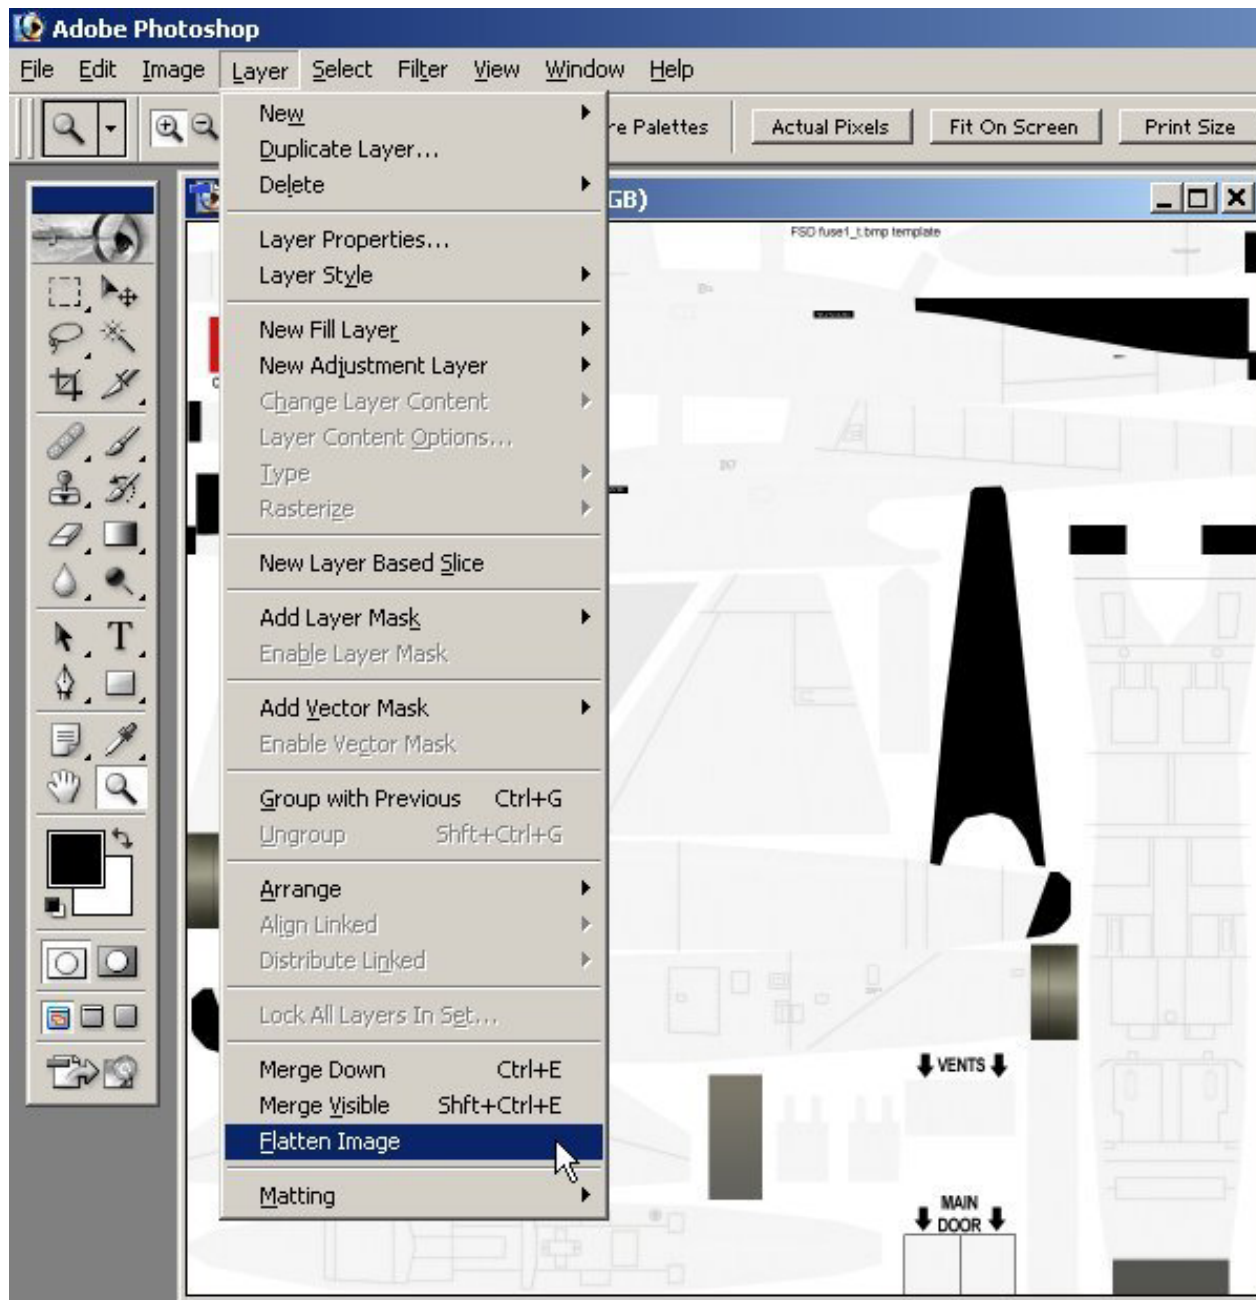 Adobe Photoshop
File Edit Image Layer Select Filter View Window Help
re Palettes Actual Pixels Fit On Screen Print Size
GB)
FSD fuse1_t.bmp template
New
Duplicate Layer...
Delete
Layer Properties...
Layer Style
New Fill Layer
New Adjustment Layer
Change Layer Content
Layer Content Options...
Type
Rasterize
New Layer Based Slice
Add Layer Mask
Enable Layer Mask
Add Vector Mask
Enable Vector Mask
Group with Previous Ctrl+G
Ungroup Shft+Ctrl+G
Arrange
Align Linked
Distribute Linked
Lock All Layers In Set...
Merge Down Ctrl+E
Merge Visible Shft+Ctrl+E
Flatten Image
Matting
T
VENTS
MAIN
DOOR